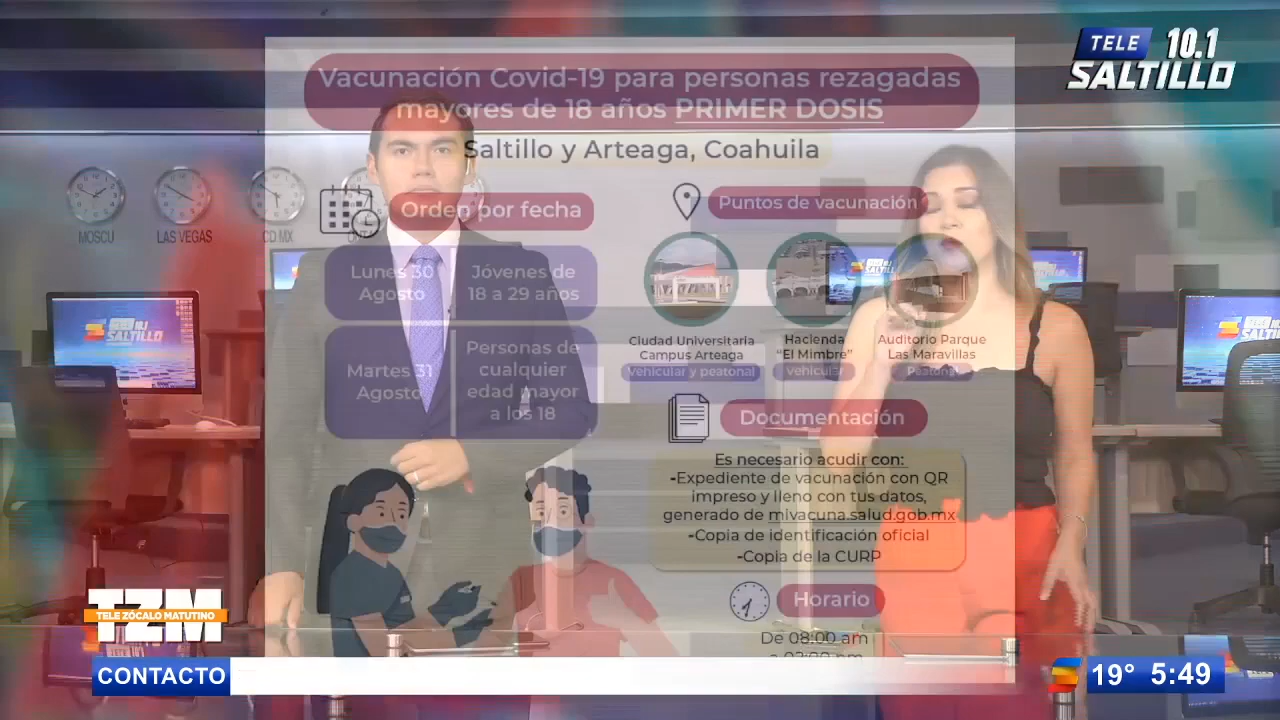 TELE 10.1
SALTILLO
Vacunación Covid-19 para personas rezagadas
mayores de 18 años PRIMER DOSIS
Saltillo y Arteaga, Coahuila
Orden por fecha
Puntos de vacunación
MOSCU
LAS VEGAS
CD MX
Lunes 30
Agosto
Jóvenes de
18 a 29 años
Martes 31
Agosto
Personas de
cualquier
edad mayor
a los 18
Ciudad Universitaria
Campus Arteaga
Vehicular y peatonal
Hacienda
“El Mimbre”
Vehicular
Auditorio Parque
Las Maravillas
Peatonal
SALTILLO
SALTILLO
Documentación
Es necesario acudir con:
-Expediente de vacunación con QR
impreso y lleno con tus datos,
generado de mivacuna.salud.gob.mx
-Copia de identificación oficial
-Copia de la CURP
Horario
De 08:00 am
TZM
TELE ZÓCALO MATUTINO
CONTACTO
19° 5:49